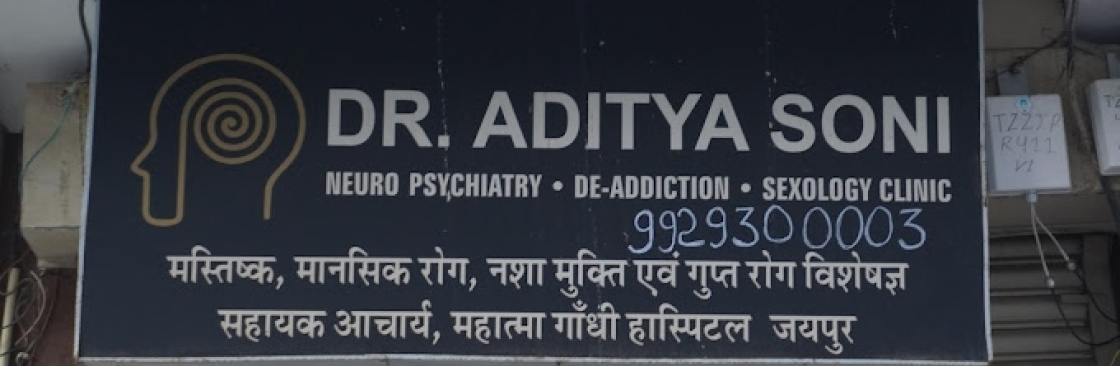 DR. ADITYA SONI
NEURO PSYCHIATRY • DE-ADDICTION • SEXOLOGY CLINIC
9929300003
मस्तिष्क, मानसिक रोग, नशा मुक्ति एवं गुप्त रोग विशेषज्ञ
सहायक आचार्य, महात्मा गाँधी हास्पिटल जयपुर